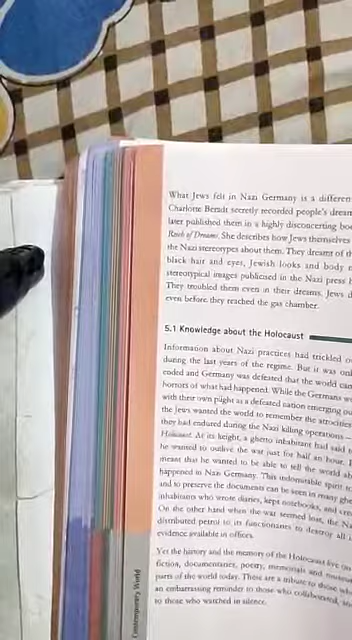 What Jews felt in Nazi Germany is a different
Charlotte Beradt secretly recorded people's dream
later published them in a highly disconcerting boo
Reich of Dreams. She describes how Jews themselves
the Nazi stereotypes about them. They dreamt of th
black hair and eyes, Jewish looks and body m
stereotypical images publicised in the Nazi press h
They troubled them even in their dreams. Jews d
even before they reached the gas chamber.
5.1 Knowledge about the Holocaust
Information about Nazi practices had trickled o
during the last years of the regime. But it was onl
ended and Germany was defeated that the world cam
horrors of what had happened. While the Germans we
with their own plight as a defeated nation emerging ou
the Jews wanted the world to remember the atrocities
they had endured during the Nazi killing operations –
Holocaust. At its height, a ghetto inhabitant had said to
he wanted to outlive the war just for half an hour.
meant that he wanted to be able to tell the world ab
happened in Nazi Germany. This indomitable spirit to
and to preserve the documents can be seen in many ghe
inhabitants who wrote diaries, kept notebooks, and cre
On the other hand when the war seemed lost, the Na
distributed petrol to its functionaries to destroy all i
evidence available in offices.
Yet the history and the memory of the Holocaust live on
fiction, documentaries, poetry, memorials and museum
parts of the world today. These are a tribute to those who
an embarrassing reminder to those who collaborated, an
to those who watched in silence.
Contemporary World